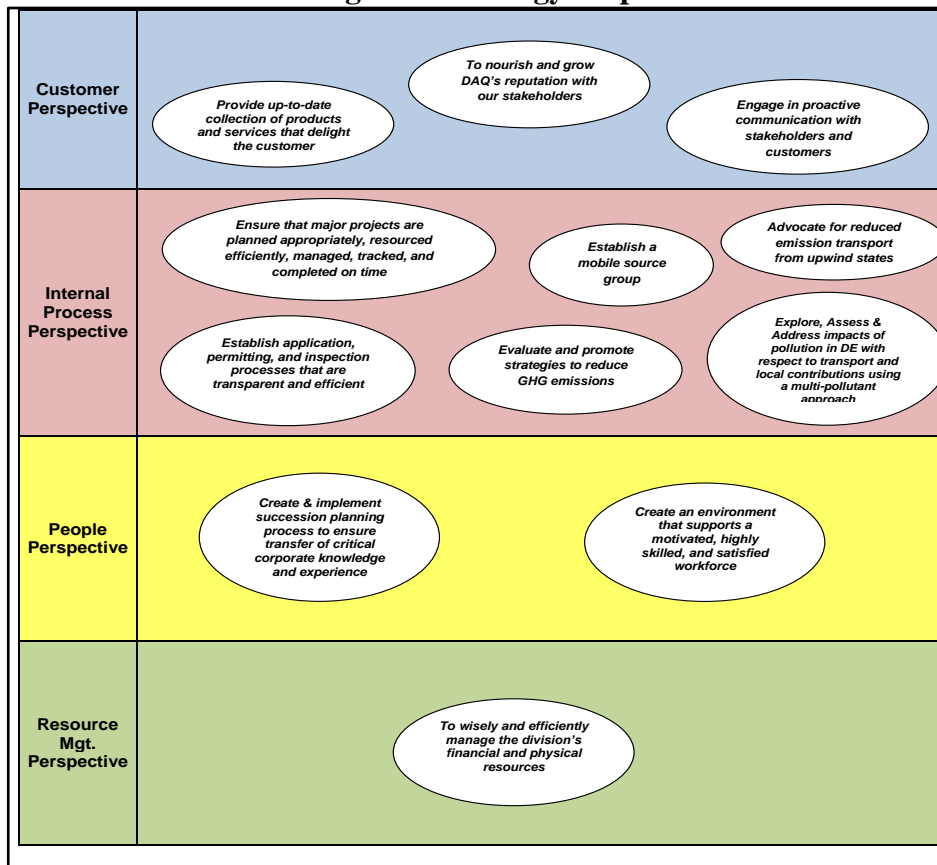 Customer
Perspective
Provide up-to-date
collection of products
and services that delight
the customer
To nourish and grow
DAQ's reputation with
our stakeholders
Engage in proactive
communication with
stakeholders and
customers
Internal
Process
Perspective
Ensure that major projects are
planned appropriately, resourced
efficiently, managed, tracked, and
completed on time
Establish a
mobile source
group
Advocate for reduced
emission transport
from upwind states
Establish application,
permitting, and inspection
processes that are
transparent and efficient
Evaluate and promote
strategies to reduce
GHG emissions
Explore, Assess &
Address impacts of
pollution in DE with
respect to transport and
local contributions using
a multi-pollutant
approach
People
Perspective
Create & implement
succession planning
process to ensure
transfer of critical
corporate knowledge
and experience
Create an environment
that supports a
motivated, highly
skilled, and satisfied
workforce
Resource
Mgt.
Perspective
To wisely and efficiently
manage the division's
financial and physical
resources